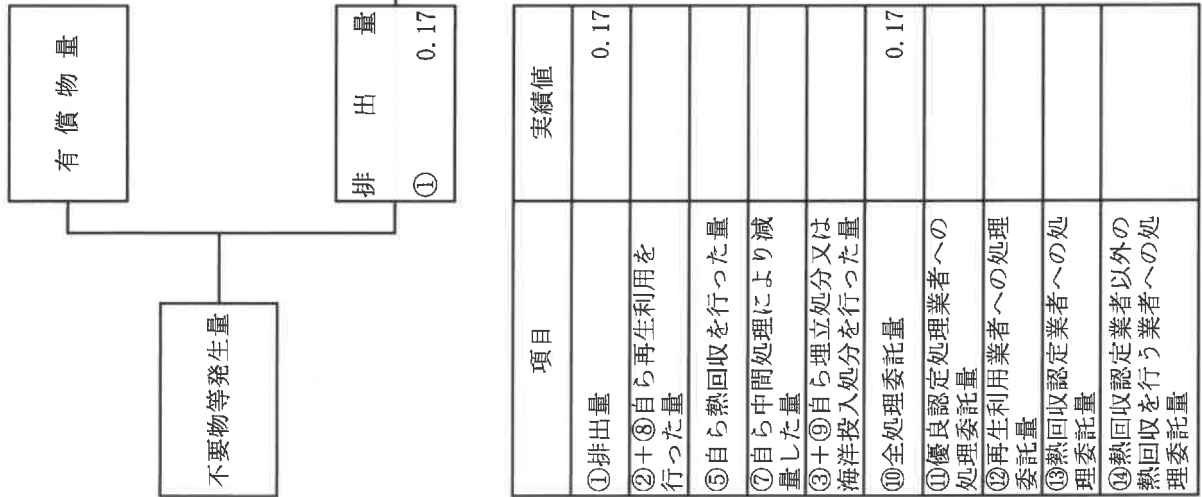 有償物量
不要物等発生量
排出量
① 0.17
項目 実績値
①排出量 0.17
②+⑧自ら再生利用を
行った量
⑤自ら熱回収を行った量
⑦自ら中間処理により減
量した量
③+⑨自ら埋立処分又は
海洋投入処分を行った量
⑩全処理委託量 0.17
⑪優良認定処理業者への
処理委託量
⑫再生利用業者への処理
委託量
⑬熱回収認定業者への処
理委託量
⑭熱回収認定業者以外の
熱回収を行う業者への処
理委託量